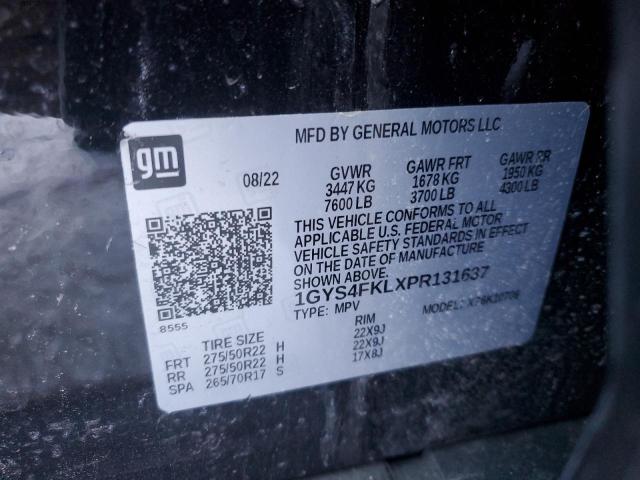 MFD BY GENERAL MOTORS LLC
gm
08/22 GVWR GAWR FRT GAWR RR
3447 KG 1678 KG 1950 KG
7600 LB 3700 LB 4300 LB
THIS VEHICLE CONFORMS TO ALL
APPLICABLE U.S. FEDERAL MOTOR
VEHICLE SAFETY STANDARDS IN EFFECT
ON THE DATE OF MANUFACTURE
SHOWN ABOVE.
1GYS4FKLXPR131637
TYPE: MPV MODEL:
8555
TIRE SIZE RIM
FRT 275/50R22 H 22X9J
RR 275/50R22 H 22X9J
SPA 265/70R17 S 17X8J